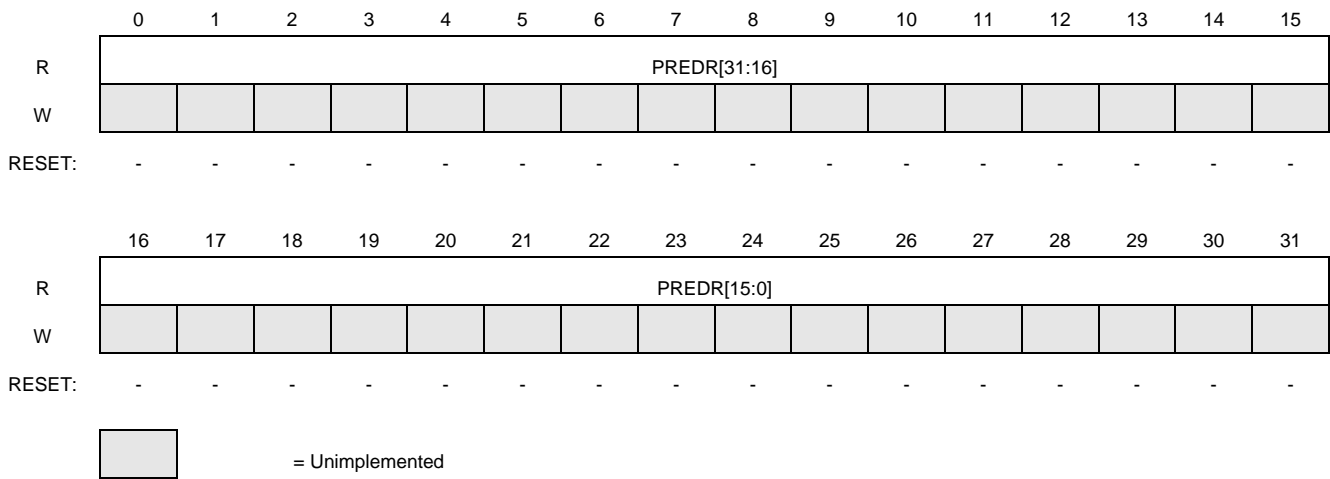 0 1 2 3 4 5 6 7 8 9 10 11 12 13 14 15
R PREDR[31:16]
W
RESET: - - - - - - - - - - - - - - - -
16 17 18 19 20 21 22 23 24 25 26 27 28 29 30 31
R PREDR[15:0]
W
RESET: - - - - - - - - - - - - - - - -
= Unimplemented